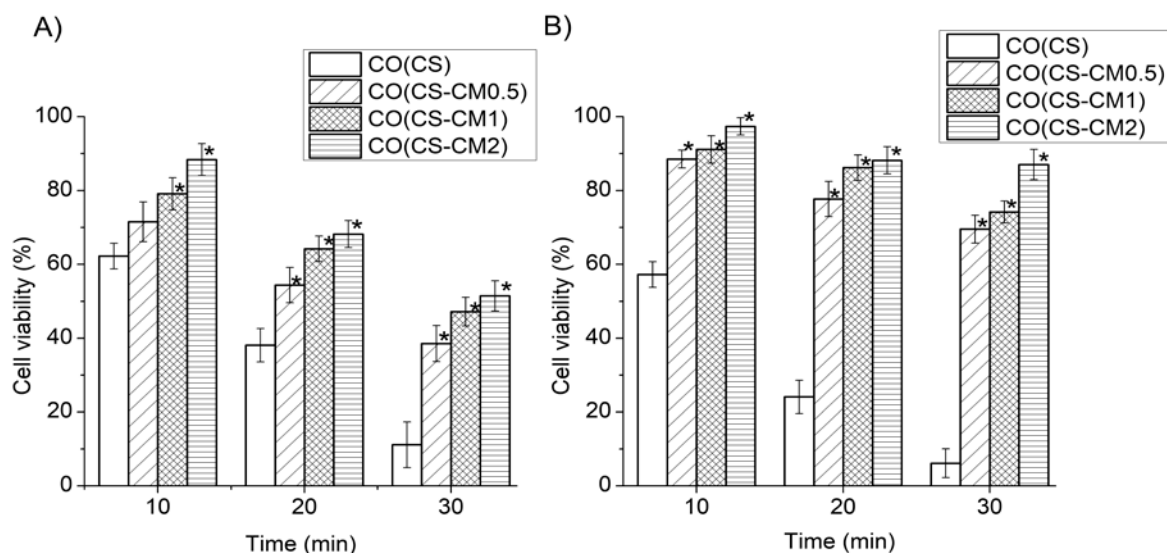 A)
CO(CS)
CO(CS-CM0.5)
CO(CS-CM1)
CO(CS-CM2)
100
80
60
40
20
0
Cell viability (%)
* * * * * * * *
10 20 30
Time (min)
B)
CO(CS)
CO(CS-CM0.5)
CO(CS-CM1)
CO(CS-CM2)
100
80
60
40
20
0
Cell viability (%)
* * * * * * * * *
10 20 30
Time (min)